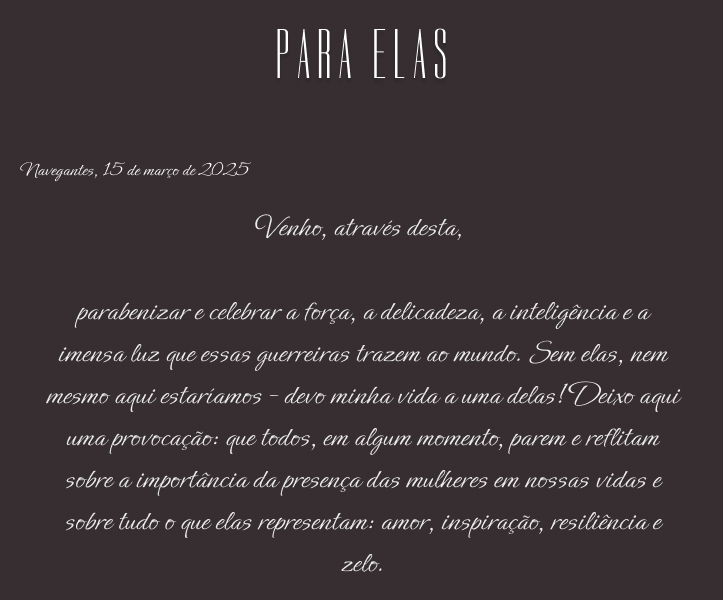 PARA ELAS
Navegantes, 15 de março de 2025
Venho, através desta,
parabenizar e celebrar a força, a delicadeza, a inteligência e a
imensa luz que essas guerreiras trazem ao mundo. Sem elas, nem
mesmo aqui estaríamos - devo minha vida a uma delas! Deixo aqui
uma provocação: que todos, em algum momento, parem e reflitam
sobre a importância da presença das mulheres em nossas vidas e
sobre tudo o que elas representam: amor, inspiração, resiliência e
zelo.